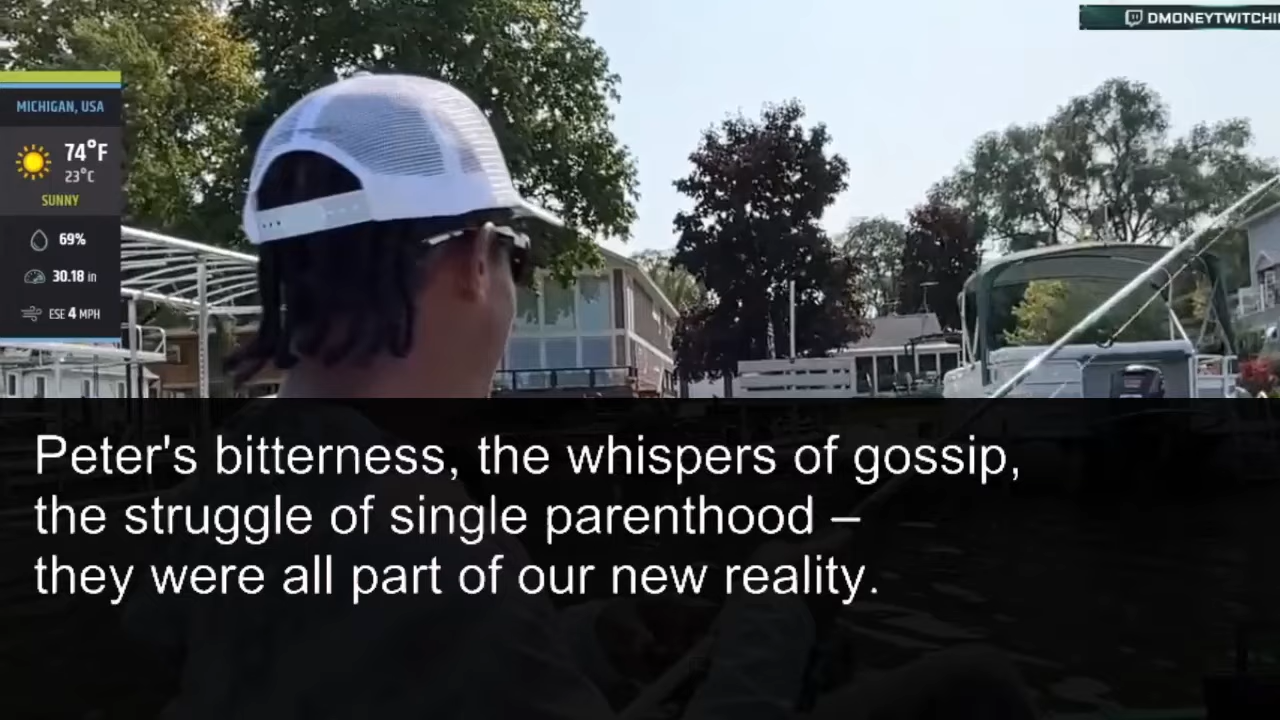 DMONEYTWITCHI
MICHIGAN, USA
74°F
23°C
SUNNY
69%
30.18 in
ESE 4 MPH
Peter's bitterness, the whispers of gossip,
the struggle of single parenthood –
they were all part of our new reality.